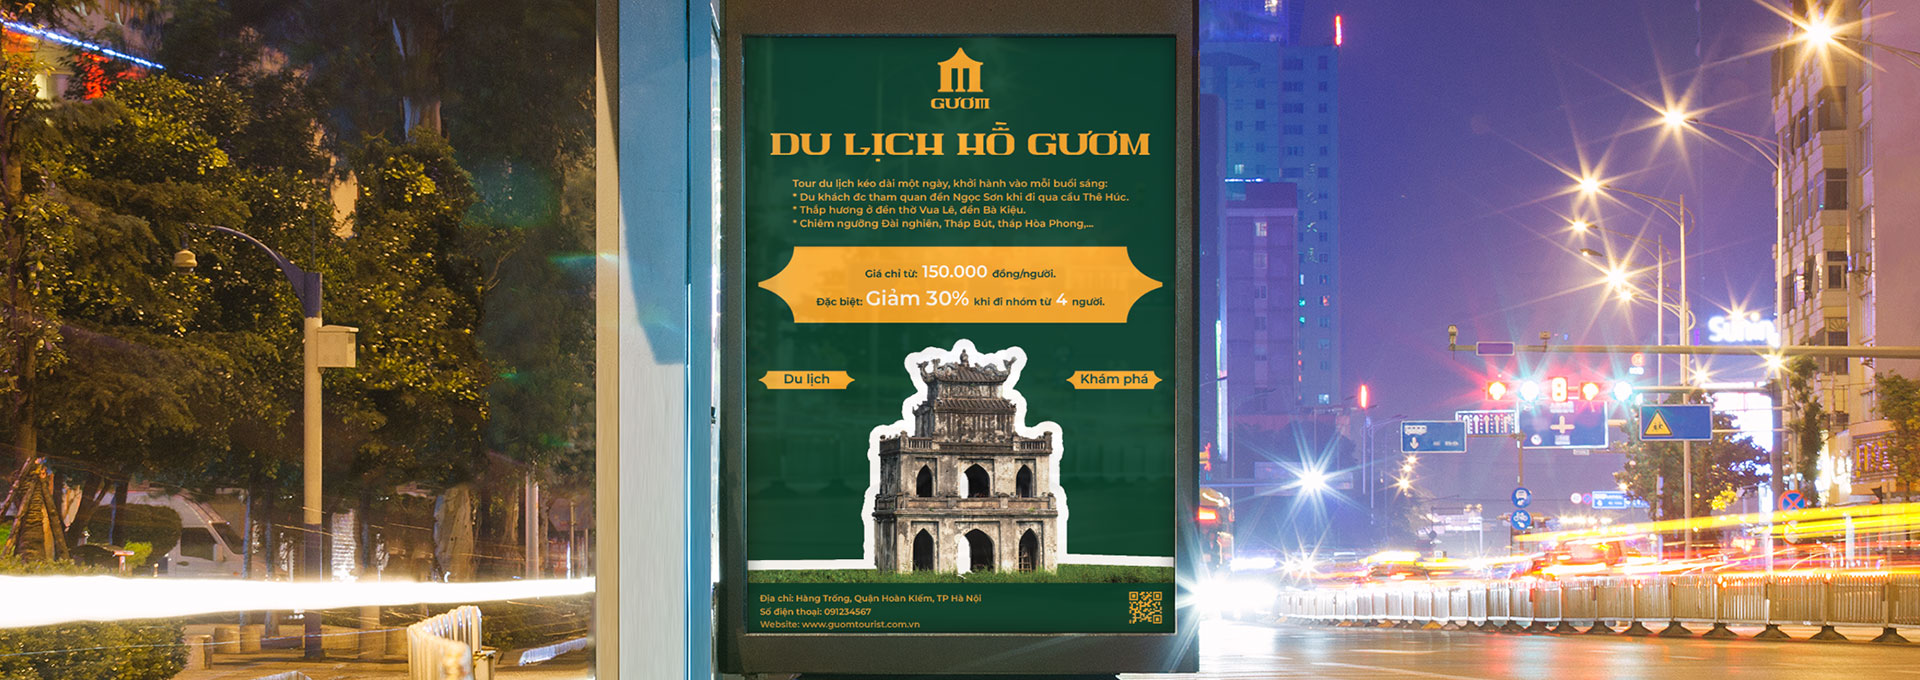 GƯƠM
DU LỊCH HỒ GƯƠM
Tour du lịch kéo dài một ngày, khởi hành vào mỗi buổi sáng:
* Du khách đc tham quan đền Ngọc Sơn khi đi qua cầu Thê Húc.
* Thắp hương ở đền thờ Vua Lê, đền Bà Kiệu.
* Chiêm ngưỡng Đài nghiên, Tháp Bút, tháp Hòa Phong,...
Giá chỉ từ: 150.000 đồng/người.
Đặc biệt: Giảm 30% khi đi nhóm từ 4 người.
Du lịch
Khám phá
Địa chỉ: Hàng Trống, Quận Hoàn Kiếm, TP Hà Nội
Số điện thoại: 091234567
Website: www.guomtourist.com.vn